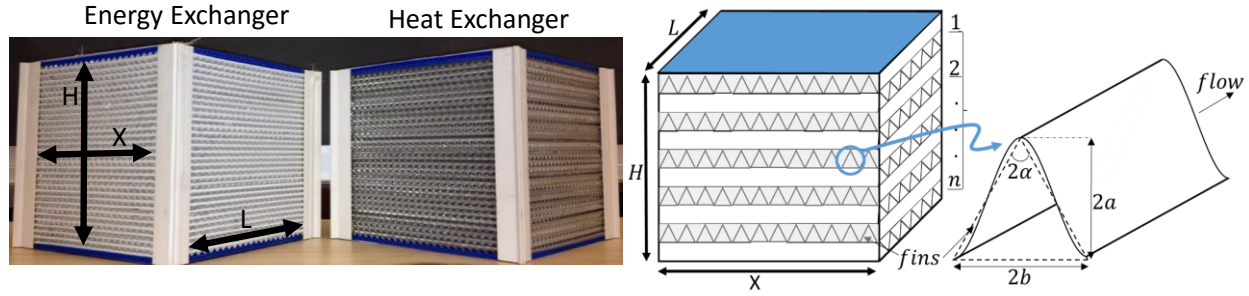 Energy Exchanger
Heat Exchanger
H
X
L
L
H
X
1
2
.
.
.
n
fins
2α
2a
2b
flow